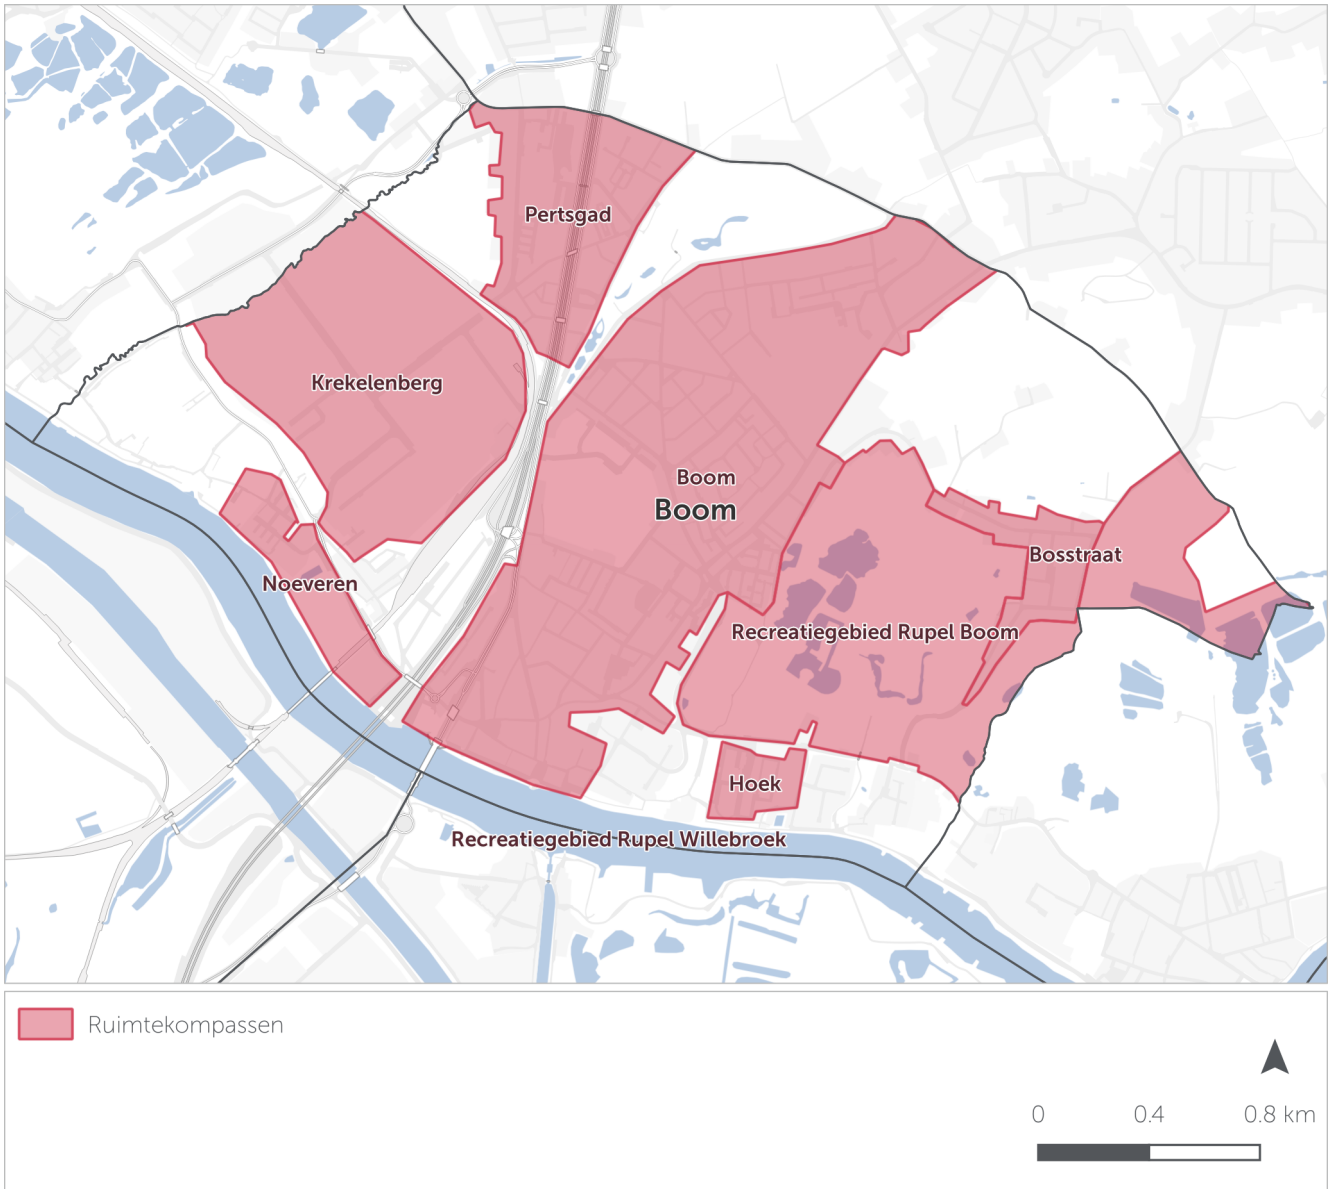 Pertsgad
Krekelenberg
Boom
Boom
Bosstraat
Noeveren
Recreatiegebied Rupel Boom
Hoek
Recreatiegebied Rupel Willebroek
Ruimtekompassen
0 0.4 0.8 km